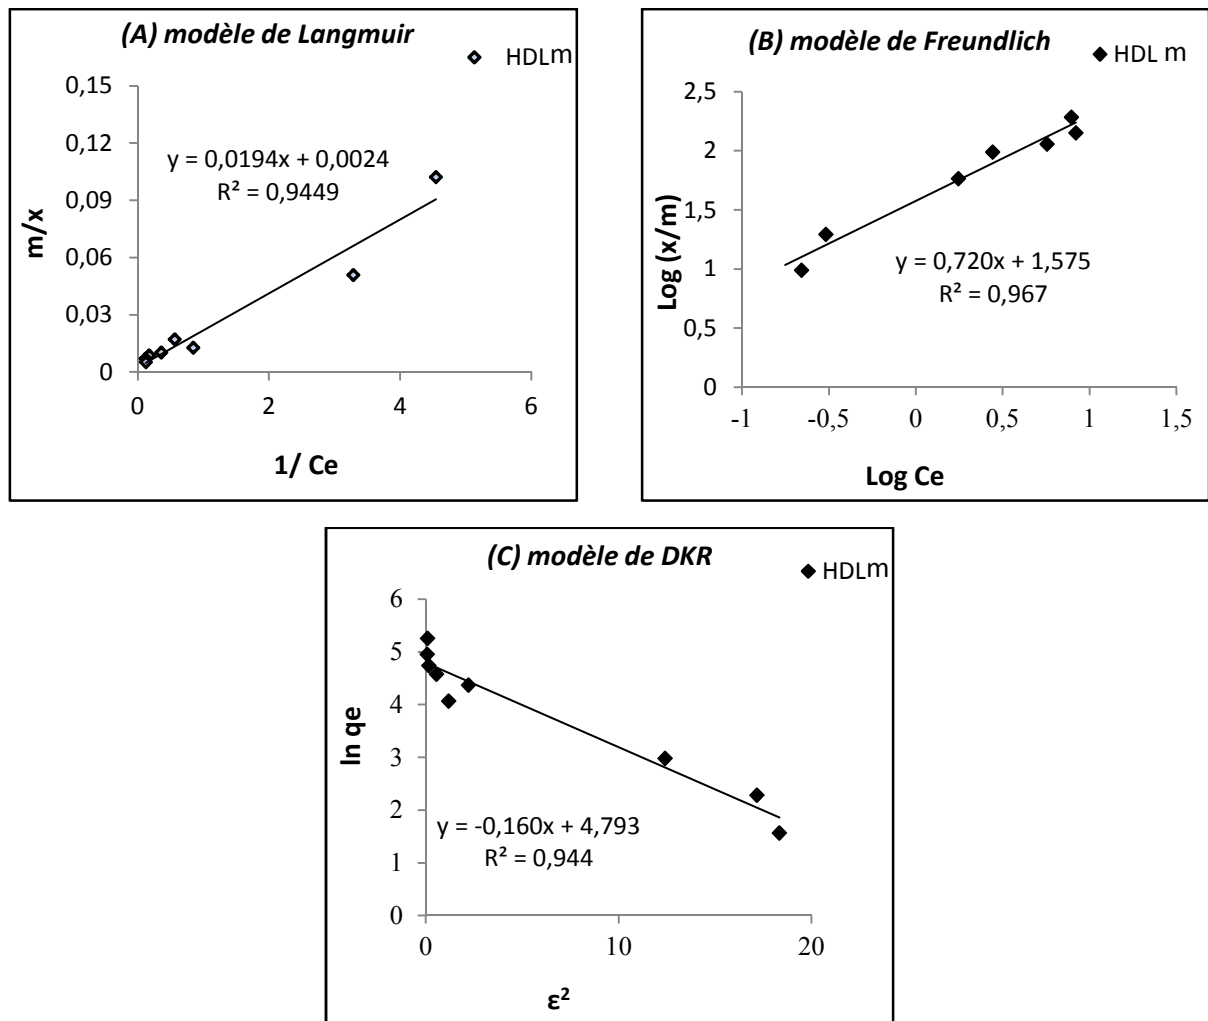 (A) modèle de Langmuir
HDLm
0,15
0,12
0,09
0,06
0,03
0
y = 0,0194x + 0,0024
R² = 0,9449
m/x
0 2 4 6
1/ Ce
(B) modèle de Freundlich
HDL m
2,5
2
1,5
1
0,5
0
y = 0,720x + 1,575
R² = 0,967
Log (x/m)
-1 -0,5 0 0,5 1 1,5
Log Ce
(C) modèle de DKR
HDLm
6
5
4
3
2
1
0
y = -0,160x + 4,793
R² = 0,944
ln qe
0 10 20
ε²